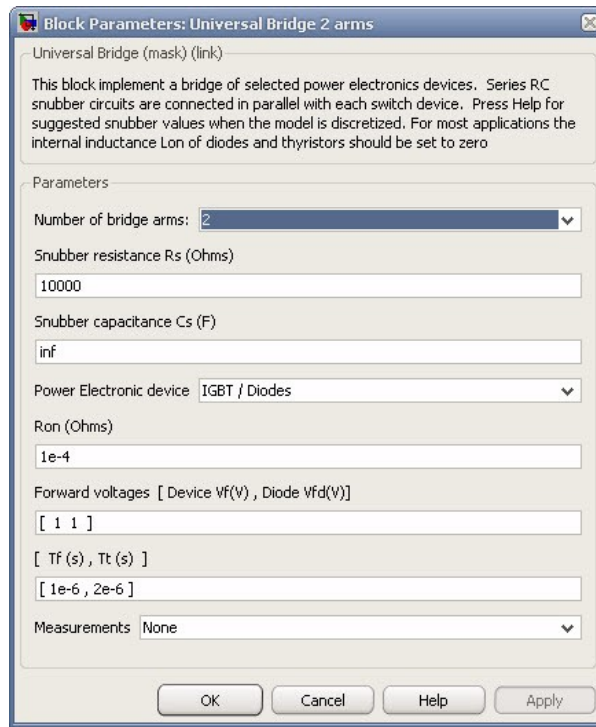 Block Parameters: Universal Bridge 2 arms
Universal Bridge (mask) (link)
This block implement a bridge of selected power electronics devices. Series RC
snubber circuits are connected in parallel with each switch device. Press Help for
suggested snubber values when the model is discretized. For most applications the
internal inductance Lon of diodes and thyristors should be set to zero
Parameters
Number of bridge arms: 2
Snubber resistance Rs (Ohms)
10000
Snubber capacitance Cs (F)
inf
Power Electronic device IGBT / Diodes
Ron (Ohms)
1e-4
Forward voltages [ Device Vf(V) , Diode Vfd(V)]
[ 1 1 ]
[ Tf (s) , Tt (s) ]
[ 1e-6 , 2e-6 ]
Measurements None
OK Cancel Help Apply